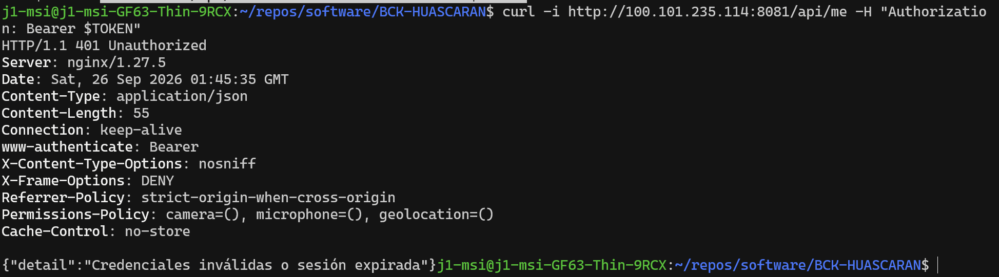 j1-msi@j1-msi-GF63-Thin-9RCX:~/repos/software/BCK-HUASCARAN$ curl -i http://100.101.235.114:8081/api/me -H "Authorizatio
n: Bearer $TOKEN"
HTTP/1.1 401 Unauthorized
Server: nginx/1.27.5
Date: Sat, 26 Sep 2026 01:45:35 GMT
Content-Type: application/json
Content-Length: 55
Connection: keep-alive
www-authenticate: Bearer
X-Content-Type-Options: nosniff
X-Frame-Options: DENY
Referrer-Policy: strict-origin-when-cross-origin
Permissions-Policy: camera=(), microphone=(), geolocation=()
Cache-Control: no-store
{"detail":"Credenciales inválidas o sesión expirada"}j1-msi@j1-msi-GF63-Thin-9RCX:~/repos/software/BCK-HUASCARAN$